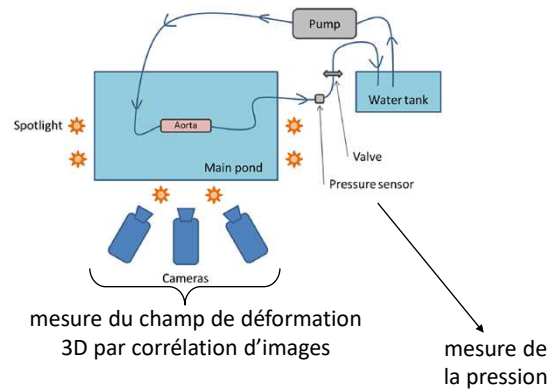 Pump
Water tank
Spotlight
Aorta
Main pond
Valve
Pressure sensor
Cameras
mesure du champ de déformation
3D par corrélation d’images
mesure de
la pression